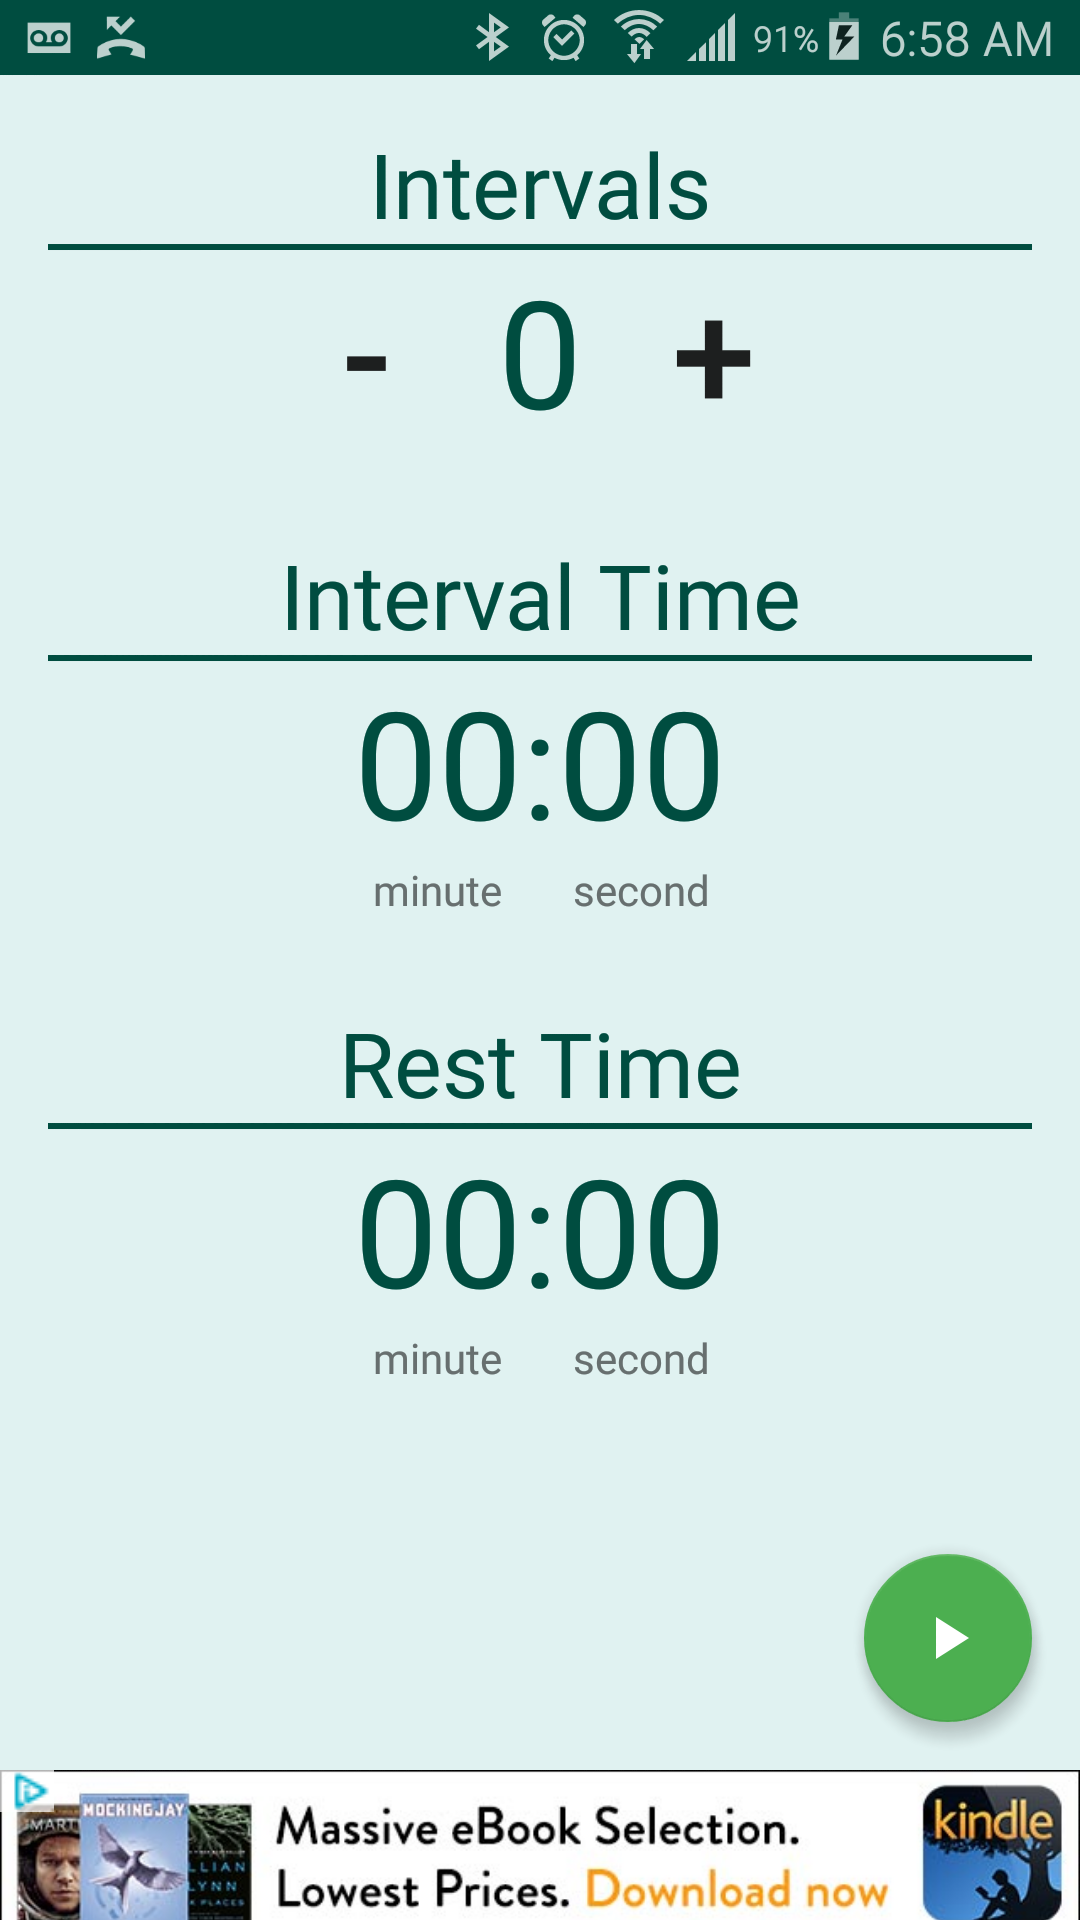 91% 6:58 AM
Intervals
- 0 +
Interval Time
00:00
minute second
Rest Time
00:00
minute second
MOCKINGJAY
MART
LLIAN
LYNN
PLACES
Massive eBook Selection.
Lowest Prices. Download now
kindle